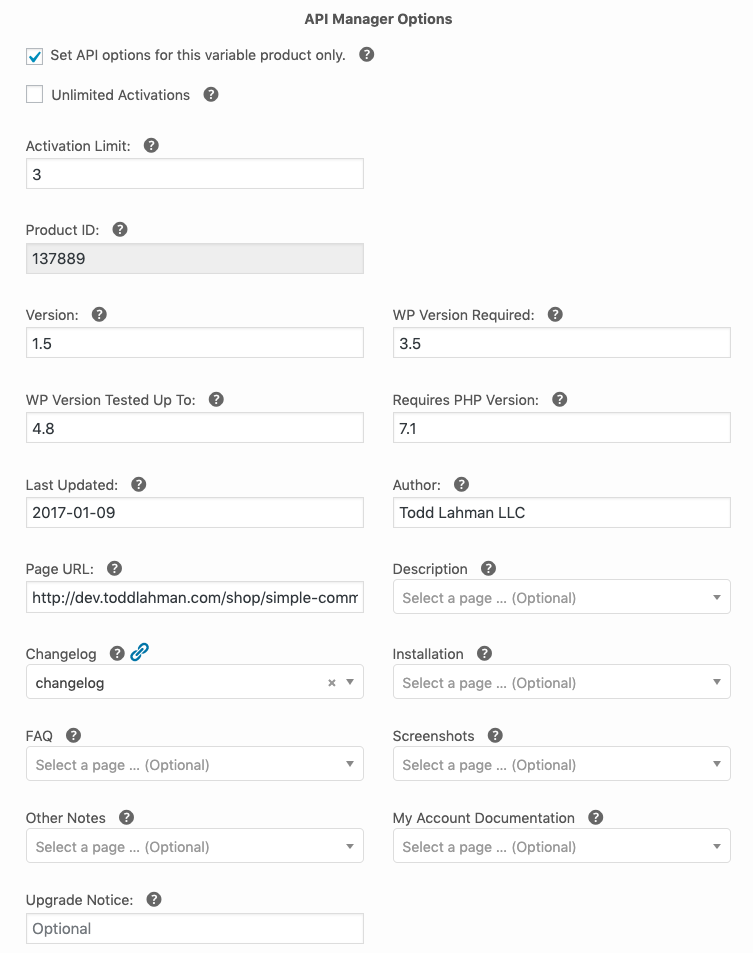 API Manager Options
Set API options for this variable product only. ?
Unlimited Activations ?
Activation Limit: ?
3
Product ID: ?
137889
Version: ?
1.5
WP Version Required: ?
3.5
WP Version Tested Up To: ?
4.8
Requires PHP Version: ?
7.1
Last Updated: ?
2017-01-09
Author: ?
Todd Lahman LLC
Page URL: ?
http://dev.toddlahman.com/shop/simple-comm
Description ?
Select a page ... (Optional)
Changelog ?
changelog ×
Installation ?
Select a page ... (Optional)
FAQ ?
Select a page ... (Optional)
Screenshots ?
Select a page ... (Optional)
Other Notes ?
Select a page ... (Optional)
My Account Documentation ?
Select a page ... (Optional)
Upgrade Notice: ?
Optional